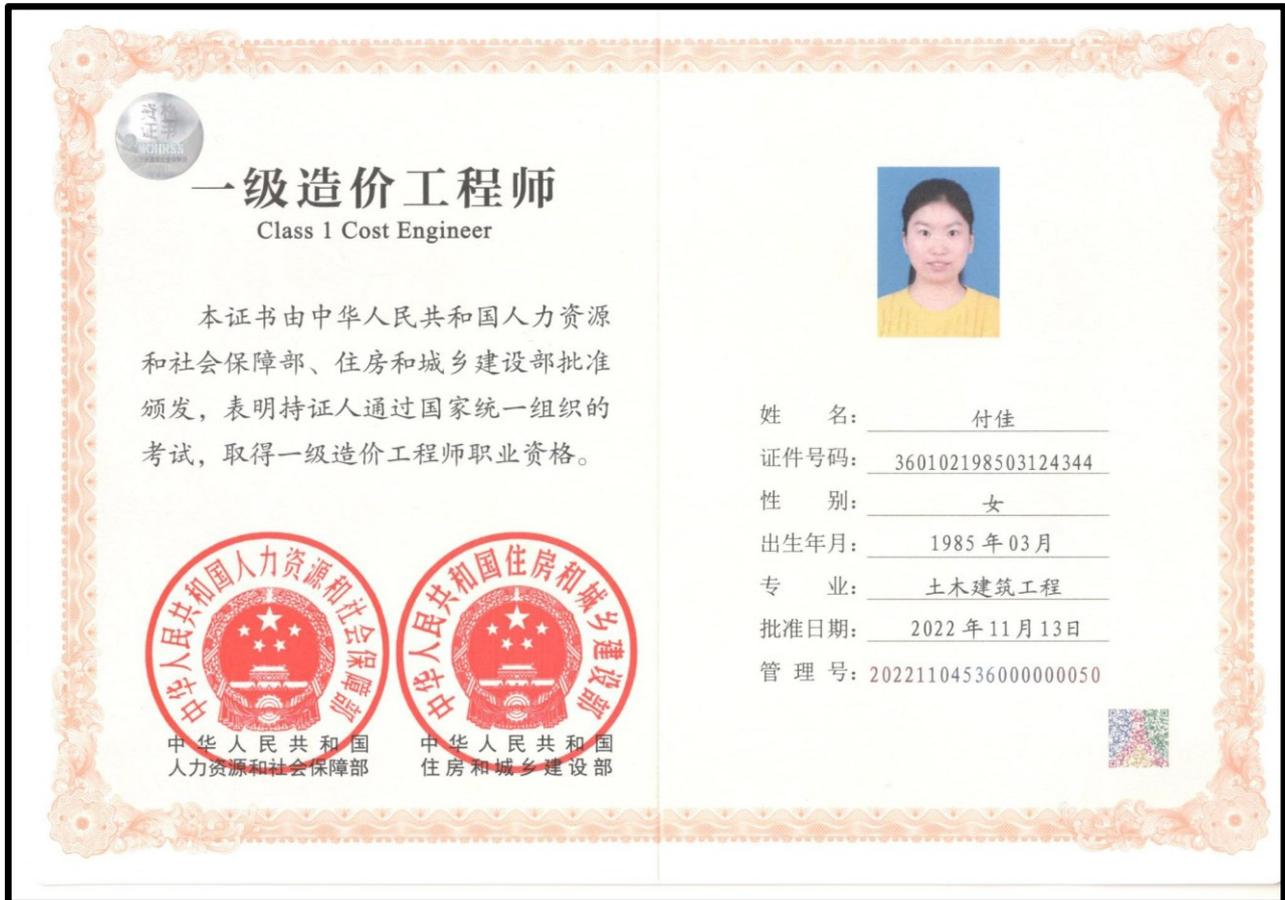 资格
证书
MOHRSS
一级造价工程师
Class 1 Cost Engineer
本证书由中华人民共和国人力资源
和社会保障部、住房和城乡建设部批准
颁发，表明持证人通过国家统一组织的
考试，取得一级造价工程师职业资格。
中华人民共和国人力资源和社会保障部
中华人民共和国住房和城乡建设部
中华人民共和国
人力资源和社会保障部
中华人民共和国
住房和城乡建设部
姓 名： 付佳
证件号码： 360102198503124344
性 别： 女
出生年月： 1985年03月
专 业： 土木建筑工程
批准日期： 2022年11月13日
管 理 号： 20221104536000000050